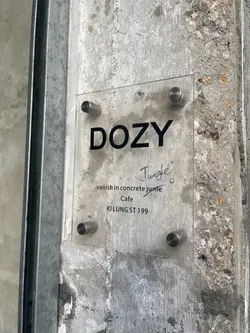 DOZY
Jungle
vanish in concrete junle
Cafe
KI LUNG ST 199